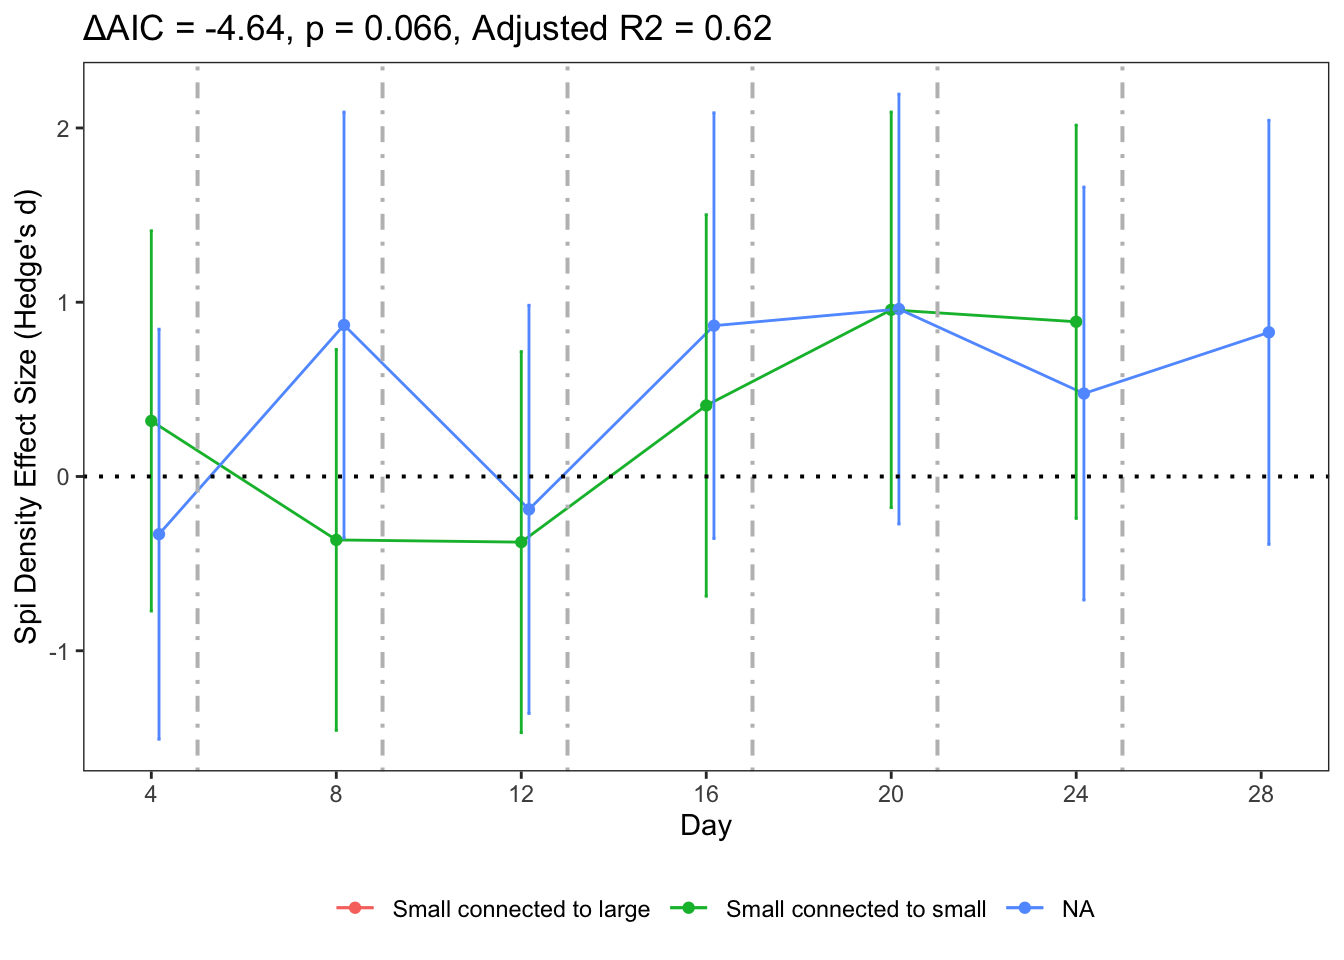 ΔAIC = -4.64, p = 0.066, Adjusted R2 = 0.62
Spi Density Effect Size (Hedge's d)
2
1
0
-1
4 8 12 16 20 24 28
Day
Small connected to large Small connected to small NA